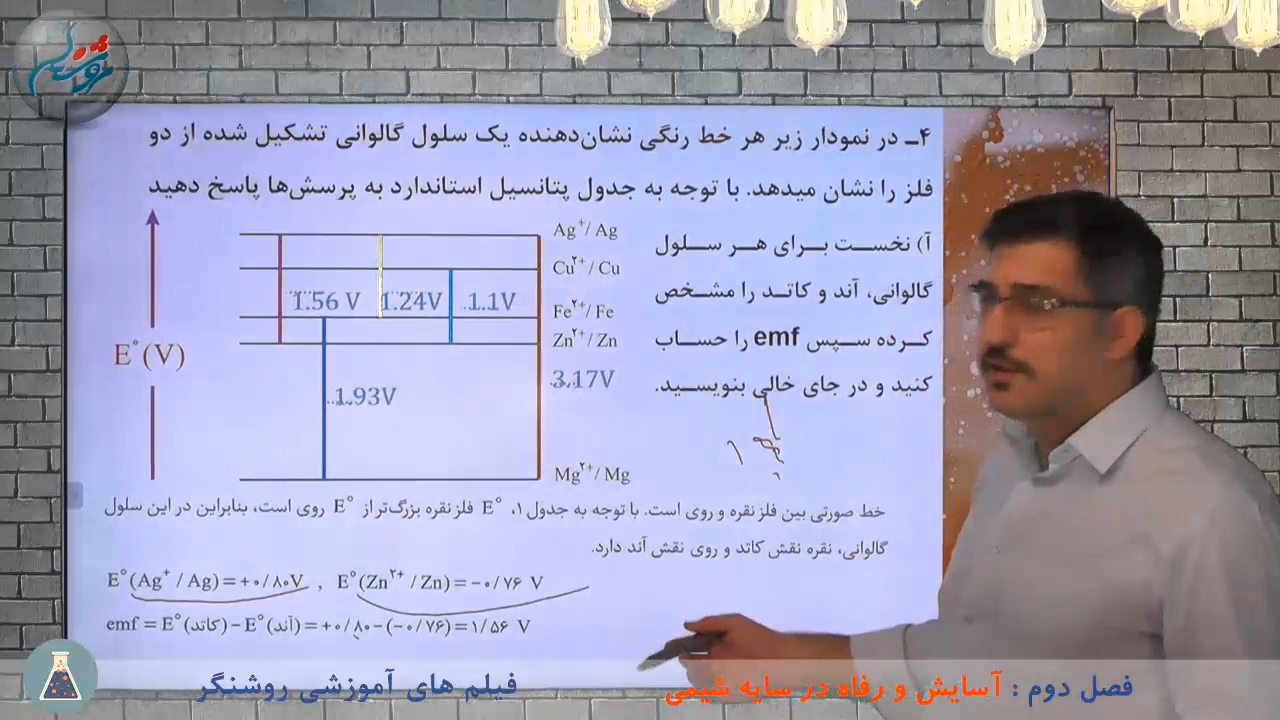 ۴ـ در نمودار زیر هر خط رنگی نشان‌دهنده یک سلول گالوانی تشکیل شده از دو
فلز را نشان میدهد. با توجه به جدول پتانسیل استاندارد به پرسش‌ها پاسخ دهید
آ) نخست برای هر سلول
گالوانی، آند و کاتد را مشخص
کرده سپس emf را حساب
کنید و در جای خالی بنویسید.
Ag⁺/ Ag
Cu²⁺/ Cu
Fe²⁺/ Fe
Zn²⁺/ Zn
Mg²⁺/ Mg
E°(V)
1.56 V
1.24V
1.1V
1.93V
3.17V
خط صورتی بین فلز نقره و روی است. با توجه به جدول ۱، E° فلز نقره بزرگ‌تر از E° روی است، بنابراین در این سلول
گالوانی، نقره نقش کاتد و روی نقش آند دارد.
E°(Ag⁺ / Ag) = +۰/۸۰V , E°(Zn²⁺ / Zn) = −۰/۷۶ V
emf = E°(کاتد) − E°(آند) = +۰/۸۰ − (−۰/۷۶) = ۱/۵۶ V
فصل دوم : آسایش و رفاه در سایه شیمی
فیلم های آموزشی روشنگر